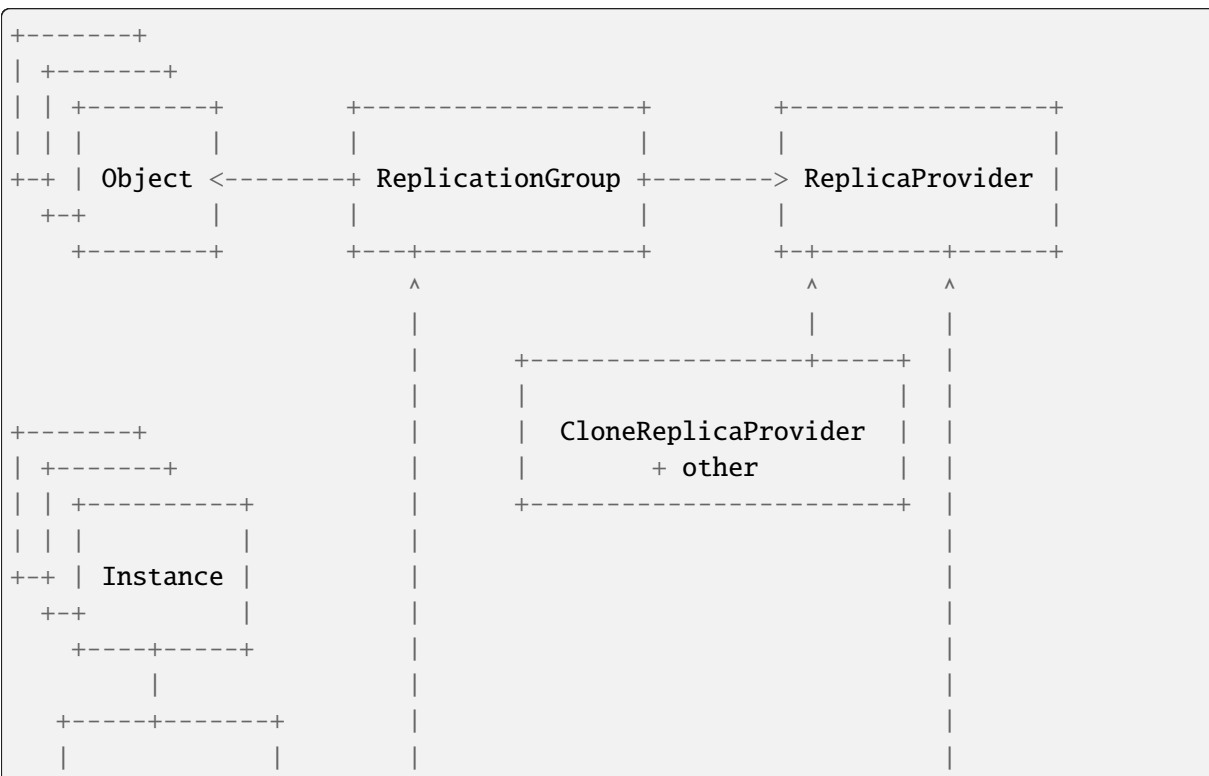 +--------+
| +--------+
| | +---------+ +------------------+ +-----------------+
| | | | | | | |
+-+ | Object <--------+ ReplicationGroup +--------> ReplicaProvider |
+-+ | | | | |
+---------+ +---+--------------+ +-+--------+------+
^ ^ ^
| | |
| +------------------+-----+ |
| | | |
+--------+ | | CloneReplicaProvider | |
| +--------+ | | + other | |
| | +-----------+ | +------------------------+ |
| | | | | |
+-+ | Instance | | |
+-+ | | |
+----+------+ | |
| | |
+-----+--------+ | |
| | | |